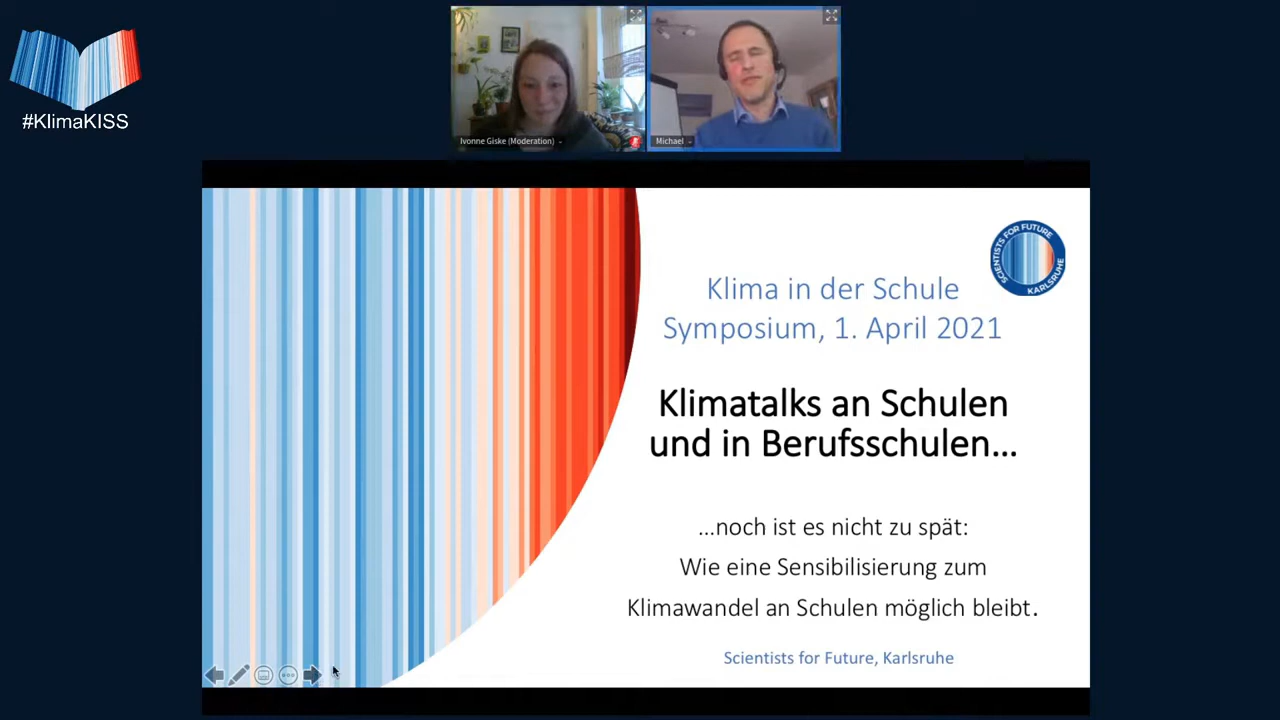 #KlimaKISS
Ivonne Giske (Moderation)
Michael
SCIENTISTS FOR FUTURE
KARLSRUHE
Klima in der Schule
Symposium, 1. April 2021
Klimatalks an Schulen
und in Berufsschulen...
...noch ist es nicht zu spät:
Wie eine Sensibilisierung zum
Klimawandel an Schulen möglich bleibt.
Scientists for Future, Karlsruhe